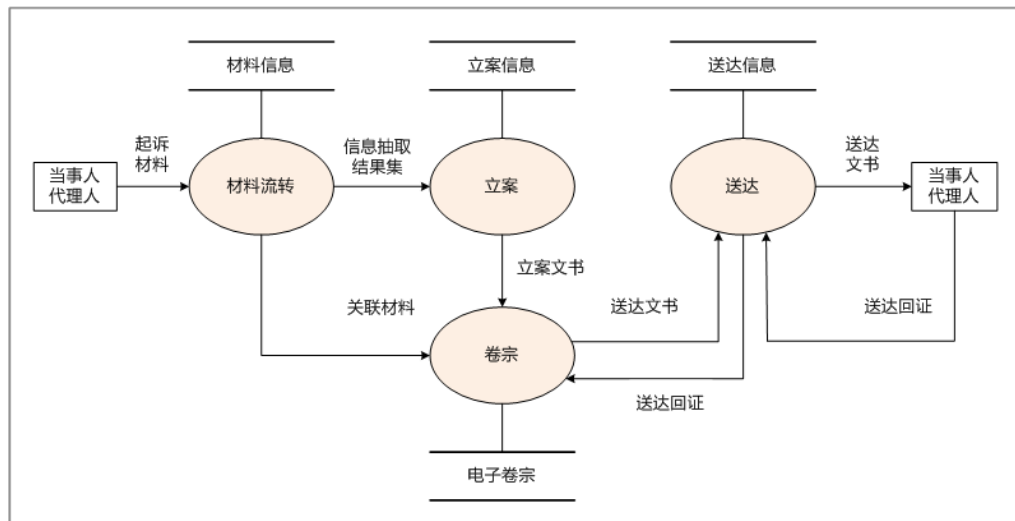 材料信息
立案信息
送达信息
起诉
材料
信息抽取
结果集
送达
文书
当事人
代理人
材料流转
立案
送达
当事人
代理人
立案文书
关联材料
送达文书
送达回证
卷宗
送达回证
电子卷宗